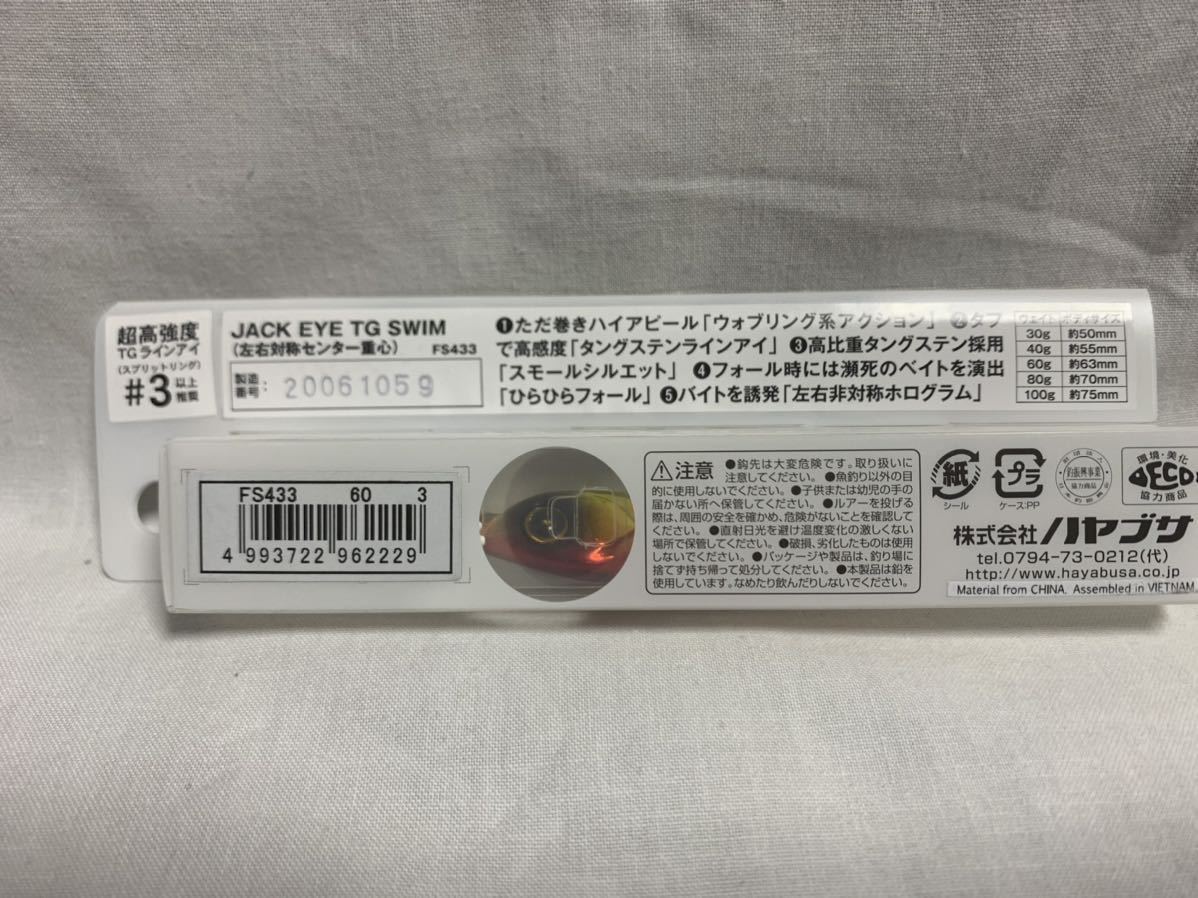 超高強度
TGラインアイ
(スプリットリング)
#3 以上推奨
JACK EYE TG SWIM
(左右対称センター重心) FS433
製造番号: 20061059
❶ただ巻きハイアピール「ウォブリング系アクション」 ❷タフ
で高感度「タングステンラインアイ」 ❸高比重タングステン採用
「スモールシルエット」 ❹フォール時には瀕死のベイトを演出
「ひらひらフォール」 ❺バイトを誘発「左右非対称ホログラム」
ウェイト ボディサイズ
30g 約50mm
40g 約55mm
60g 約63mm
80g 約70mm
100g 約75mm
FS433 60 3
4 993722 962229
注意 ●鈎先は大変危険です。取り扱いに
注意してください。 ●魚釣り以外の目
的に使用しないでください。 ●子供または幼児の手の
届かない所へ保管してください。 ●ルアーを投げる
際は、周囲の安全を確かめ、危険がないことを確認して
ください。 ●直射日光を避け温度変化の激しくない
場所で保管してください。 ●破損、劣化したものは使用
しないでください。 ●パッケージや製品は、釣り場に
捨てず持ち帰って処分してください。 ●本製品は鉛を
使用しています。なめたり飲んだりしないでください。
紙
シール
プラ
ケース:PP
釣振興事業
協力商品
環境・美化
DECO
協力商品
株式会社ハヤブサ
tel.0794-73-0212(代)
http://www.hayabusa.co.jp
Material from CHINA, Assembled in VIETNAM